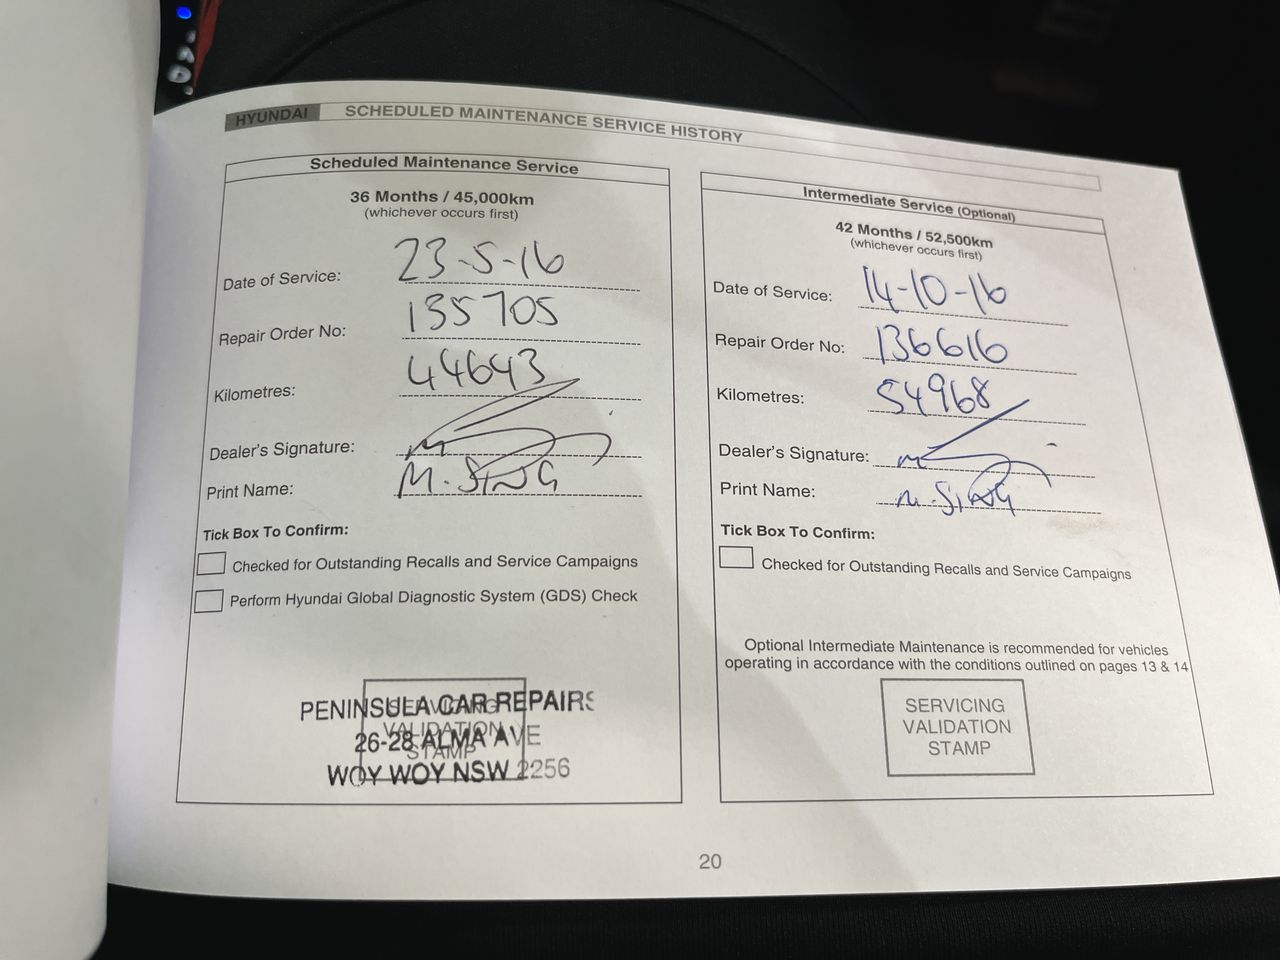 HYUNDAI SCHEDULED MAINTENANCE SERVICE HISTORY
Scheduled Maintenance Service
36 Months / 45,000km
(whichever occurs first)
Date of Service: 23-5-16
Repair Order No: 135705
Kilometres: 44643
Dealer's Signature:
Print Name: M. SING
Tick Box To Confirm:
Checked for Outstanding Recalls and Service Campaigns
Perform Hyundai Global Diagnostic System (GDS) Check
SERVICING
VALIDATION
STAMP
PENINSULA CAR REPAIRS
26-28 ALMA AVE
WOY WOY NSW 2256
Intermediate Service (Optional)
42 Months / 52,500km
(whichever occurs first)
Date of Service: 14-10-16
Repair Order No: 136616
Kilometres: 54968
Dealer's Signature:
Print Name: M. SING
Tick Box To Confirm:
Checked for Outstanding Recalls and Service Campaigns
Optional Intermediate Maintenance is recommended for vehicles
operating in accordance with the conditions outlined on pages 13 & 14
SERVICING
VALIDATION
STAMP
20